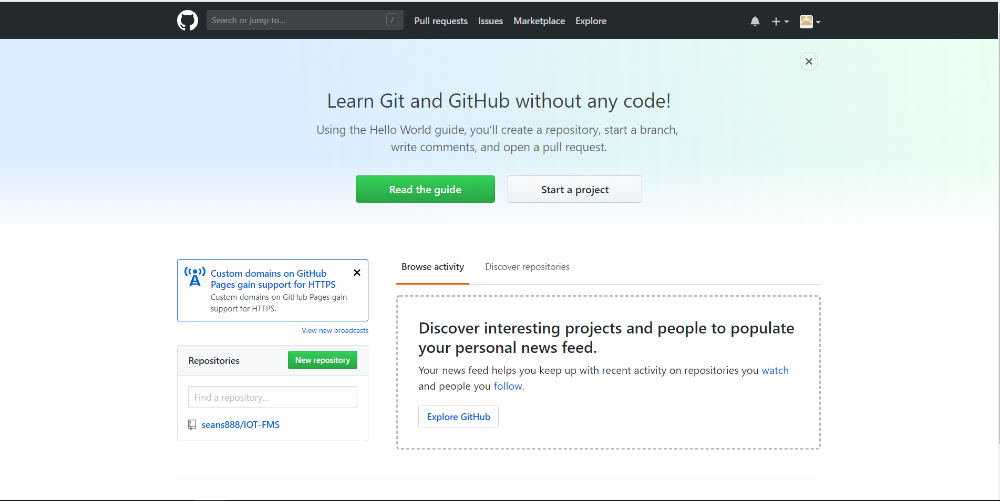 Search or jump to...
/
Pull requests
Issues
Marketplace
Explore
Learn Git and GitHub without any code!
Using the Hello World guide, you’ll create a repository, start a branch,
write comments, and open a pull request.
Read the guide
Start a project
Custom domains on GitHub
Pages gain support for HTTPS
Custom domains on GitHub Pages gain
support for HTTPS.
View new broadcasts
Repositories
New repository
Find a repository...
seans888/IOT-FMS
Browse activity
Discover repositories
Discover interesting projects and people to populate
your personal news feed.
Your news feed helps you keep up with recent activity on repositories you watch
and people you follow.
Explore GitHub